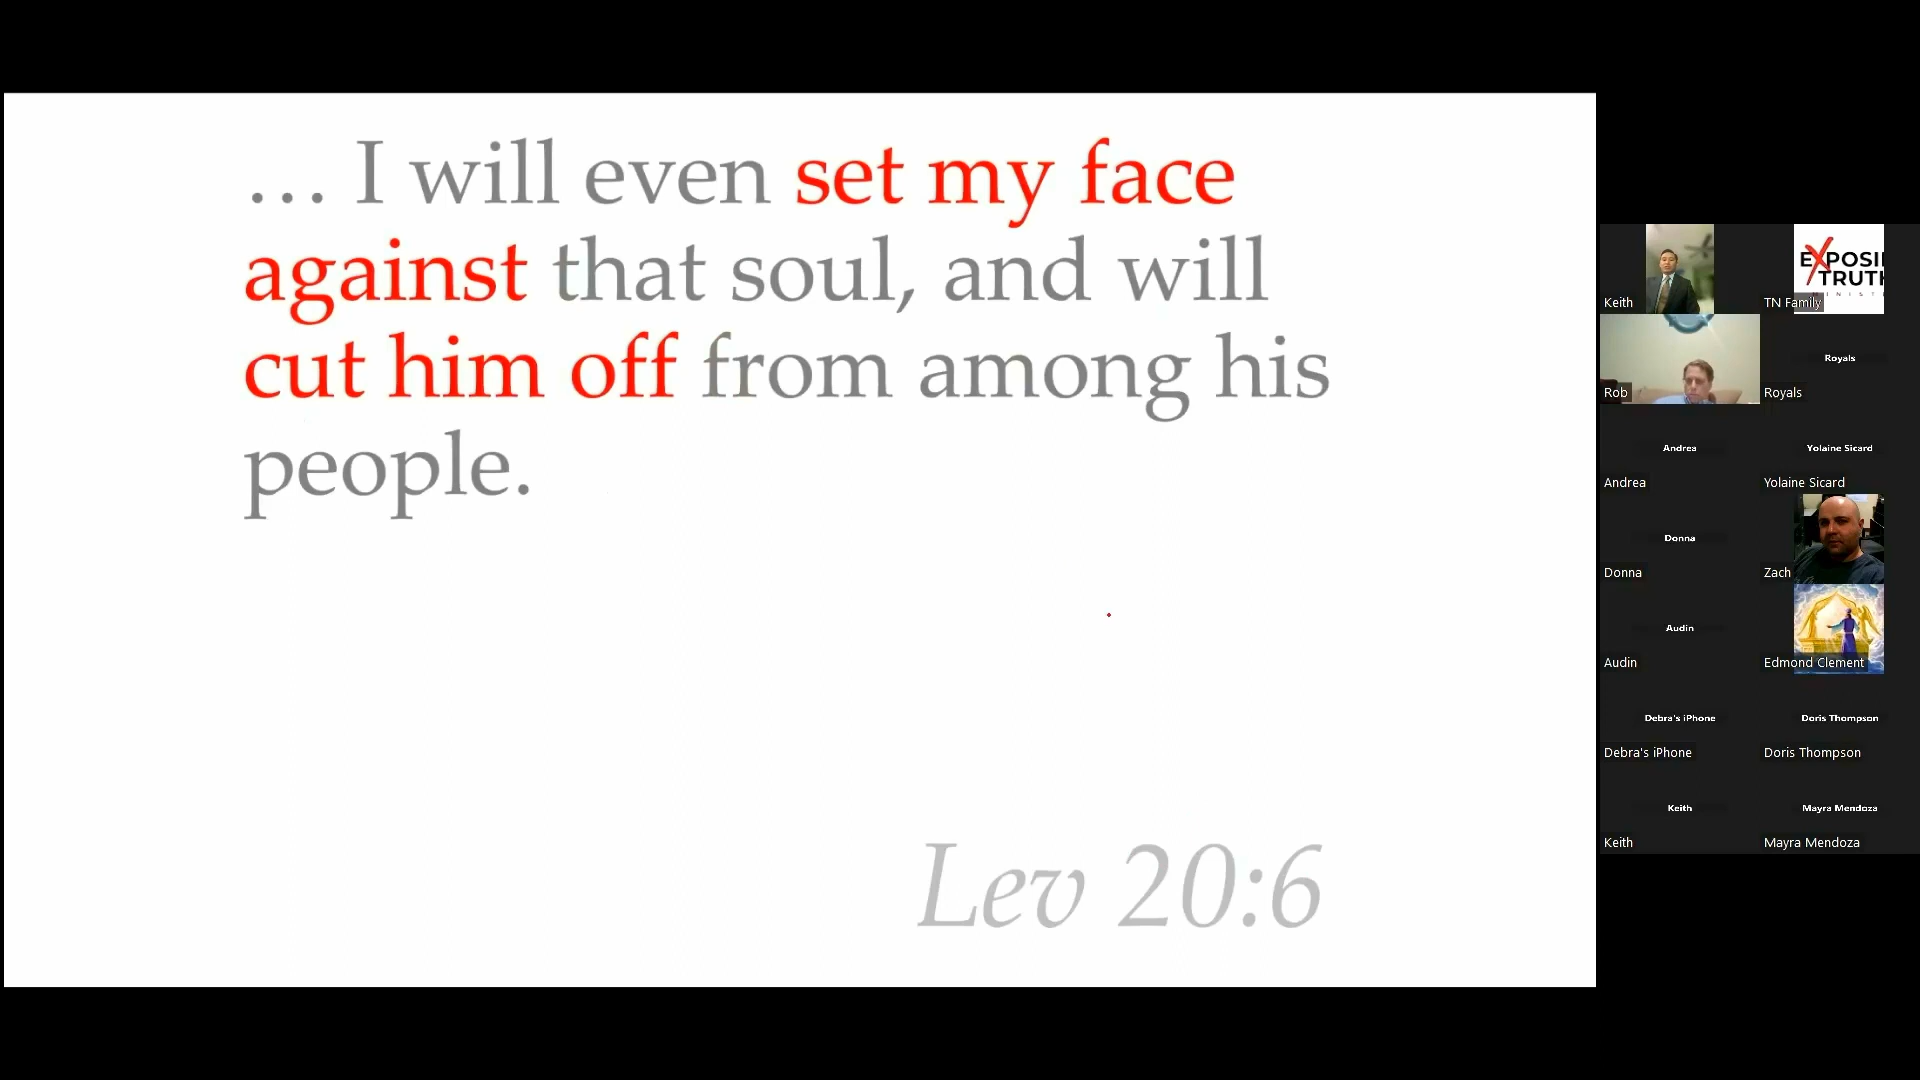 … I will even set my face
against that soul, and will
cut him off from among his
people.
Lev 20:6
Keith
EXPOSI
TRUTH
TN Family
Rob
Royals
Royals
Andrea
Andrea
Yolaine Sicard
Yolaine Sicard
Donna
Donna
Zach
Audin
Audin
Edmond Clement
Debra's iPhone
Debra's iPhone
Doris Thompson
Doris Thompson
Keith
Keith
Mayra Mendoza
Mayra Mendoza